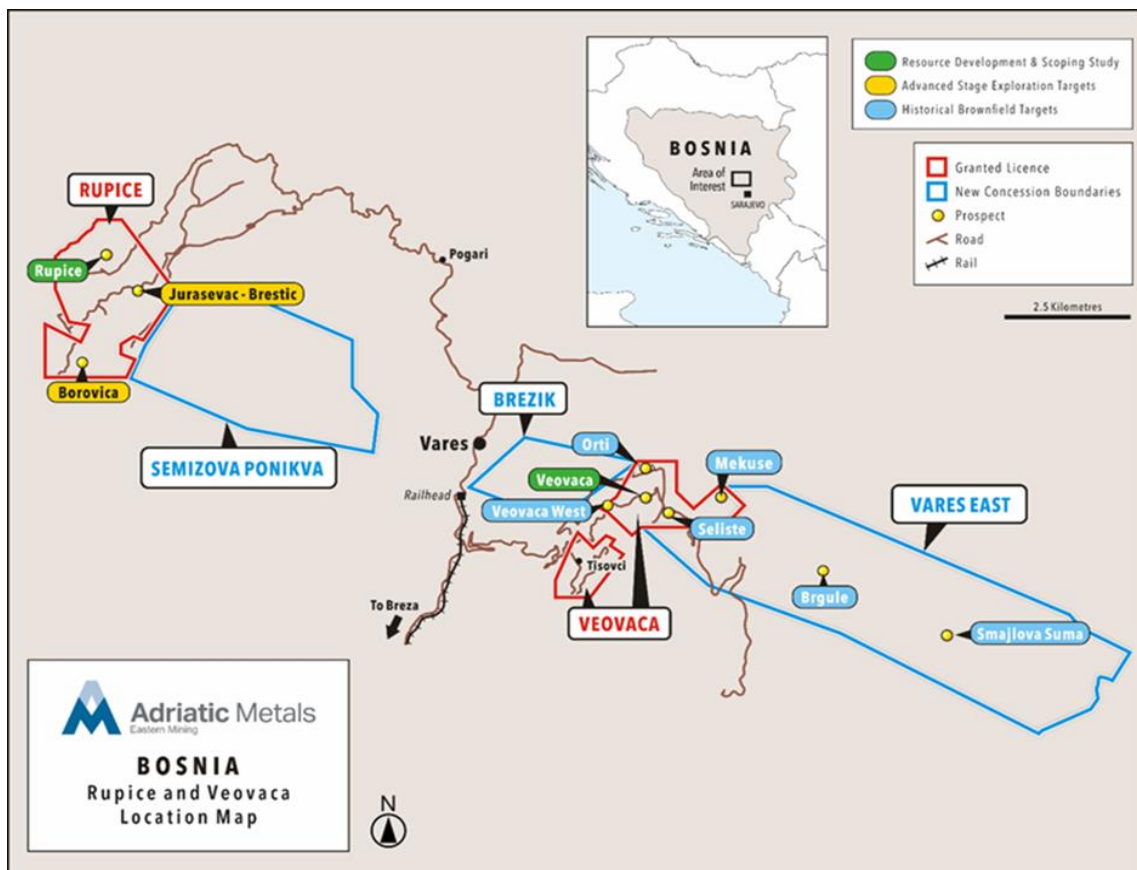 BOSNIA
Area of
Interest
SARAJEVO
Resource Development & Scoping Study
Advanced Stage Exploration Targets
Historical Brownfield Targets
Granted Licence
New Concession Boundaries
Prospect
Road
Rail
2.5 Kilometres
RUPICE
Rupice
Jurasevac - Brestic
Borovica
SEMIZOVA PONIKVA
Pogari
BREZIK
Vares
Railhead
Orti
Veovaca
Veovaca West
Mekuse
Seliste
VARES EAST
Tisovci
Brgule
VEOVACA
Smajlova Suma
To Breza
Adriatic Metals
Eastern Mining
BOSNIA
Rupice and Veovaca
Location Map
N